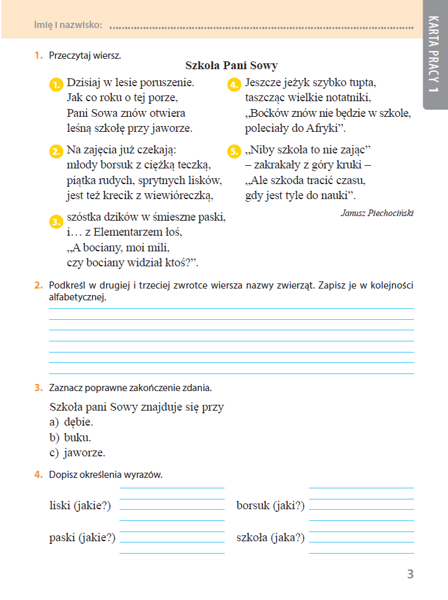 Imię i nazwisko:
KARTA PRACY 1
1. Przeczytaj wiersz.
Szkoła Pani Sowy
1. Dzisiaj w lesie poruszenie.
Jak co roku o tej porze,
Pani Sowa znów otwiera
leśną szkołę przy jaworze.
2. Na zajęcia już czekają:
młody borsuk z ciężką teczką,
piątka rudych, sprytnych lisków,
jest też krecik z wiewióreczką,
3. szóstka dzików w śmieszne paski,
i... z Elementarzem łoś,
„A bociany, moi mili,
czy bociany widział ktoś?”.
4. Jeszcze jeżyk szybko tupta,
taszcząc wielkie notatniki,
„Boćków znów nie będzie w szkole,
poleciały do Afryki”.
5. „Niby szkoła to nie zając”
– zakrakały z góry kruki –
„Ale szkoda tracić czasu,
gdy jest tyle do nauki”.
Janusz Piechociński
2. Podkreśl w drugiej i trzeciej zwrotce wiersza nazwy zwierząt. Zapisz je w kolejności
alfabetycznej.
3. Zaznacz poprawne zakończenie zdania.
Szkoła pani Sowy znajduje się przy
a) dębie.
b) buku.
c) jaworze.
4. Dopisz określenia wyrazów.
liski (jakie?) borsuk (jaki?)
paski (jakie?) szkoła (jaka?)
3